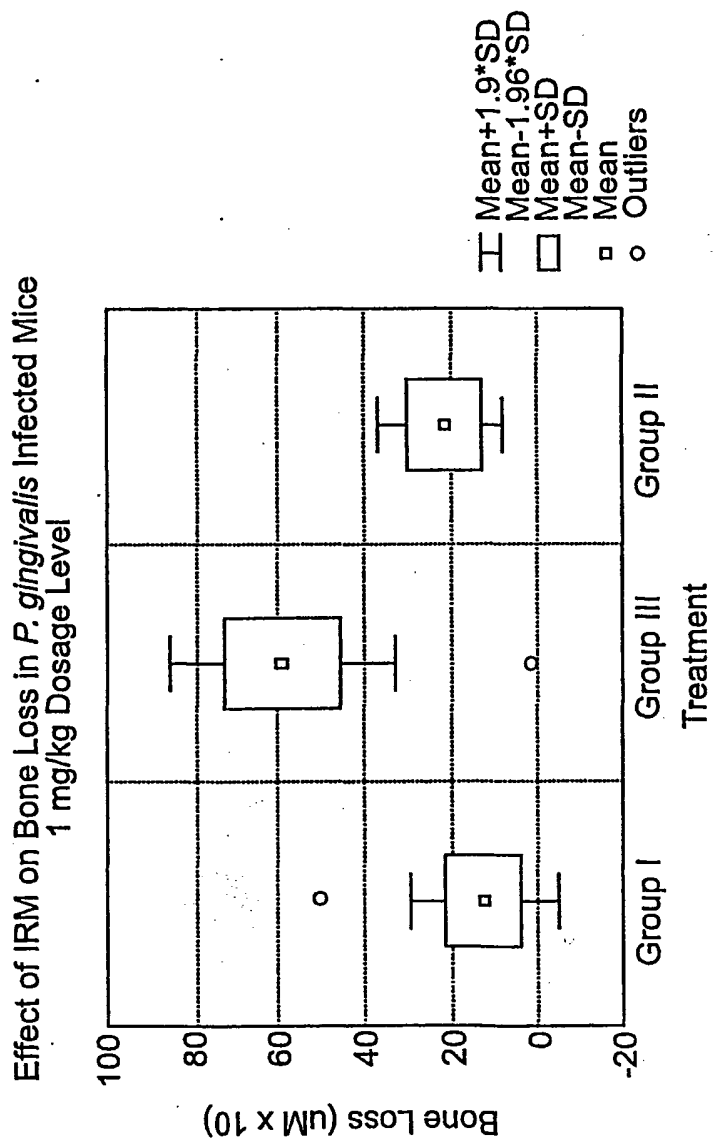 Effect of IRM on Bone Loss in P. gingivalis Infected Mice
1 mg/kg Dosage Level
Bone Loss (uM x 10)
100
80
60
40
20
0
-20
Group I
Group III
Group II
Treatment
Mean+1.9*SD
Mean-1.96*SD
Mean+SD
Mean-SD
Mean
Outliers